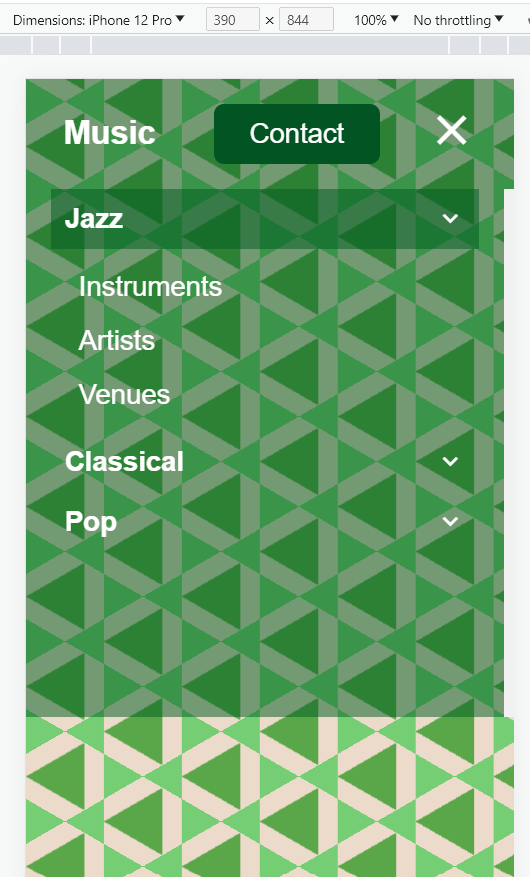 Dimensions: iPhone 12 Pro ▼ 390 × 844 100% ▼ No throttling ▼
Music Contact
Jazz
Instruments
Artists
Venues
Classical
Pop